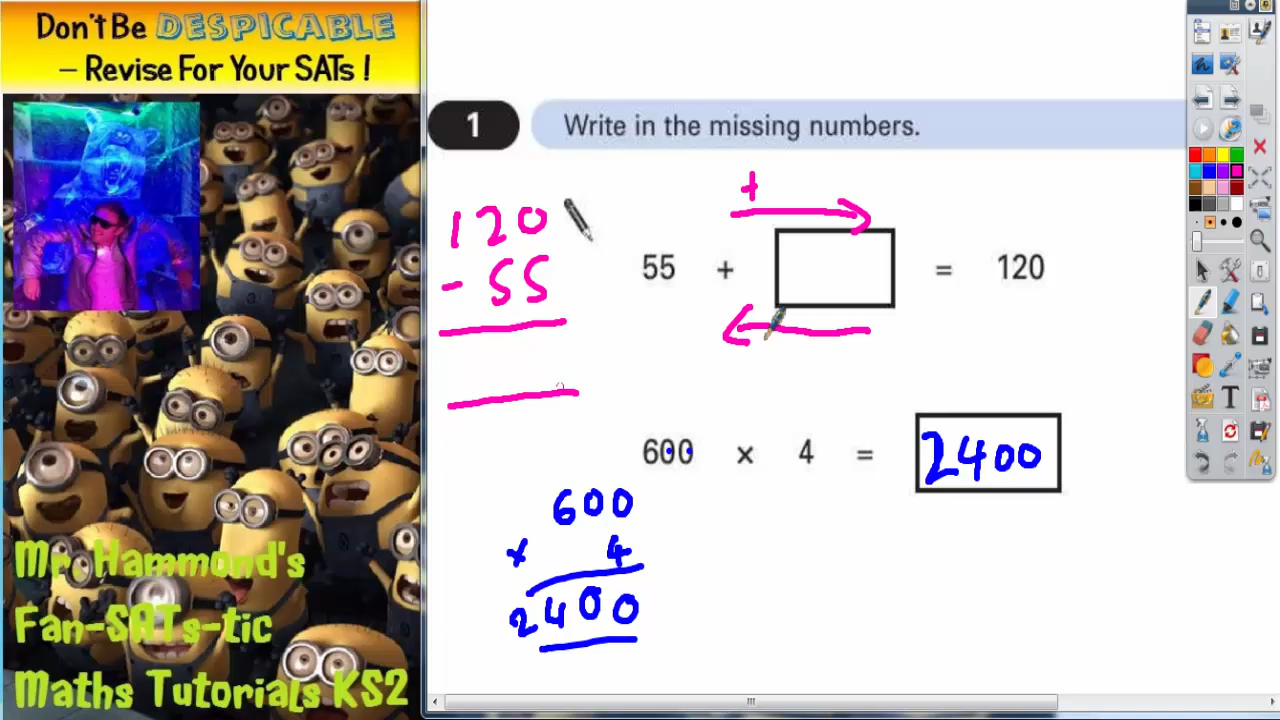 Don't Be DESPICABLE
– Revise For Your SATs !
1 Write in the missing numbers.
+
120
- 55
55 + = 120
600 × 4 = 2400
600
x 4
2400
Mr. Hammond's
Fan-SATs-tic
Maths Tutorials KS2
T